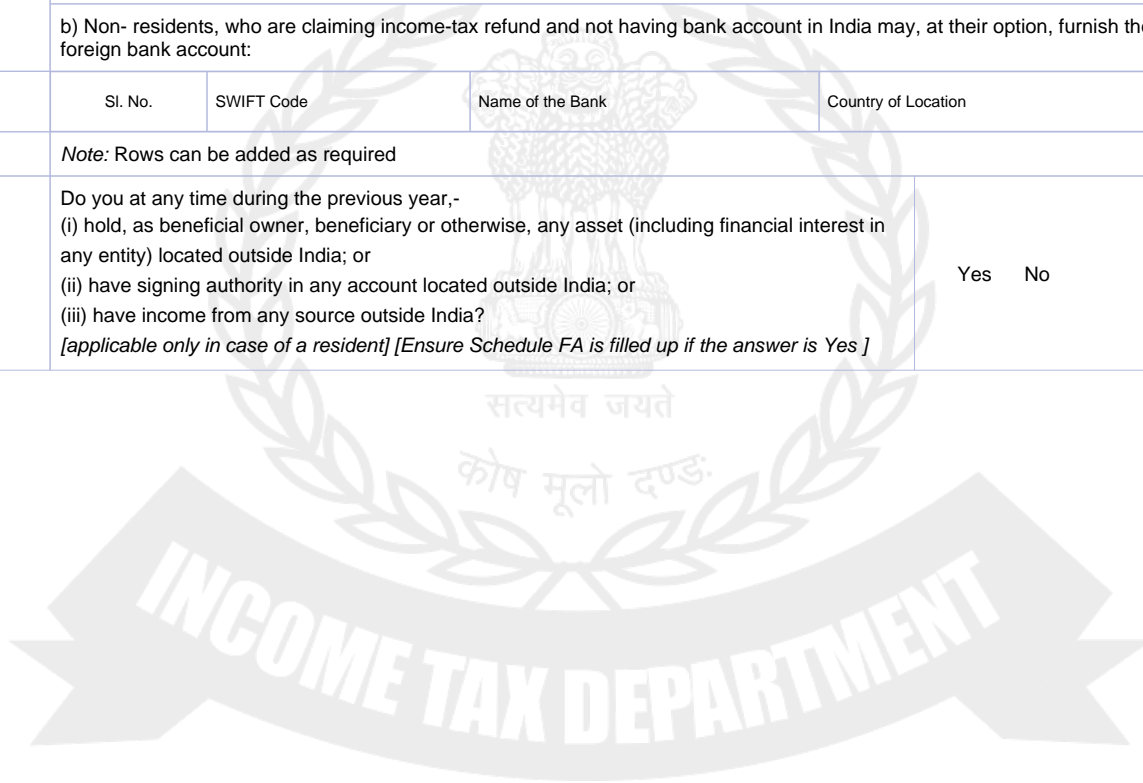 b) Non- residents, who are claiming income-tax refund and not having bank account in India may, at their option, furnish the
foreign bank account:
Sl. No. SWIFT Code Name of the Bank Country of Location
Note: Rows can be added as required
Do you at any time during the previous year,-
(i) hold, as beneficial owner, beneficiary or otherwise, any asset (including financial interest in
any entity) located outside India; or
(ii) have signing authority in any account located outside India; or
(iii) have income from any source outside India?
[applicable only in case of a resident] [Ensure Schedule FA is filled up if the answer is Yes ]
Yes No
सत्यमेव जयते
कोष मूलो दण्डः
INCOME TAX DEPARTMENT